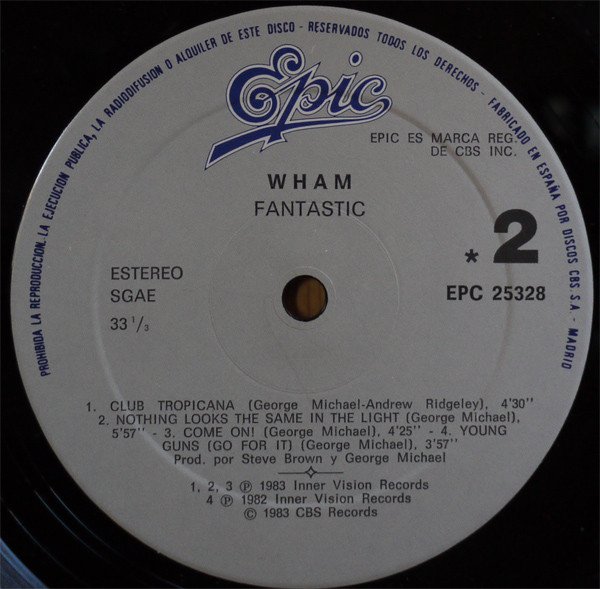 PROHIBIDA LA REPRODUCCION, LA EJECUCION PUBLICA, LA RADIODIFUSION O ALQUILER DE ESTE DISCO - RESERVADOS TODOS LOS DERECHOS - FABRICADO EN ESPAÑA POR DISCOS CBS S.A. - MADRID
Epic
EPIC ES MARCA REG.
DE CBS INC.
WHAM
FANTASTIC
* 2
ESTEREO
SGAE
EPC 25328
33 1/3
1. CLUB TROPICANA (George Michael-Andrew Ridgeley), 4'30"
2. NOTHING LOOKS THE SAME IN THE LIGHT (George Michael),
5'57" - 3. COME ON! (George Michael), 4'25" - 4. YOUNG
GUNS (GO FOR IT) (George Michael), 3'57"
Prod. por Steve Brown y George Michael
1, 2, 3 ℗ 1983 Inner Vision Records
4 ℗ 1982 Inner Vision Records
© 1983 CBS Records